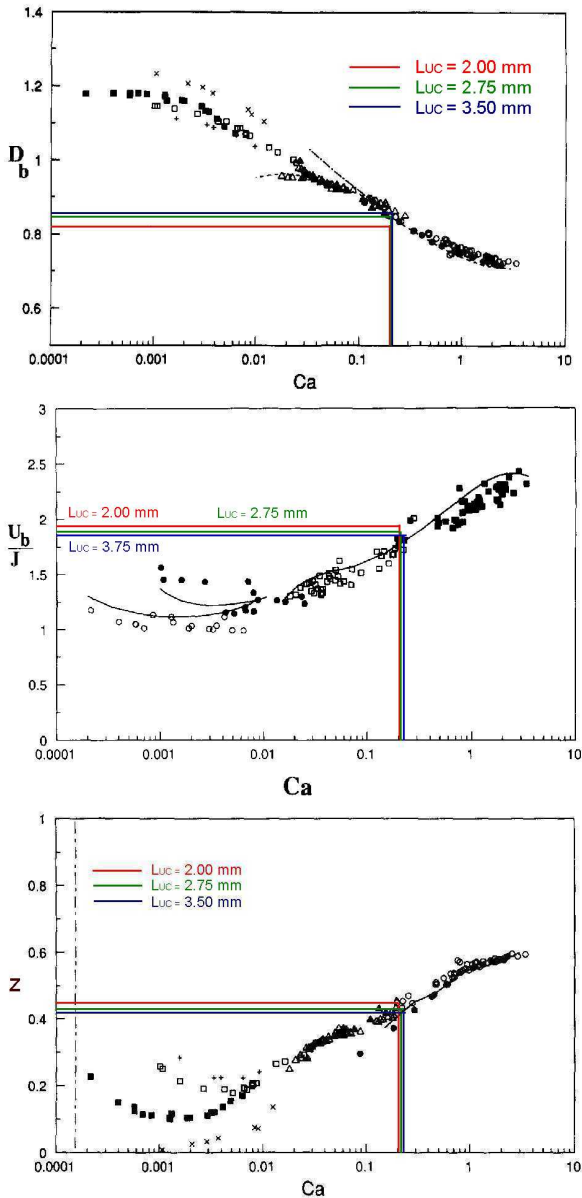 1.4
LUC = 2.00 mm
LUC = 2.75 mm
LUC = 3.50 mm
1.2
Db
1
0.8
0.6
0.0001 0.001 0.01 0.1 1 10
Ca
3
2.5
LUC = 2.00 mm LUC = 2.75 mm
2
Ub
J
LUC = 3.75 mm
1.5
1
0.5
0
0.0001 0.001 0.01 0.1 1 10
Ca
1
LUC = 2.00 mm
0.8
LUC = 2.75 mm
LUC = 3.50 mm
0.6
Z
0.4
0.2
0
0.0001 0.001 0.01 0.1 1 10
Ca